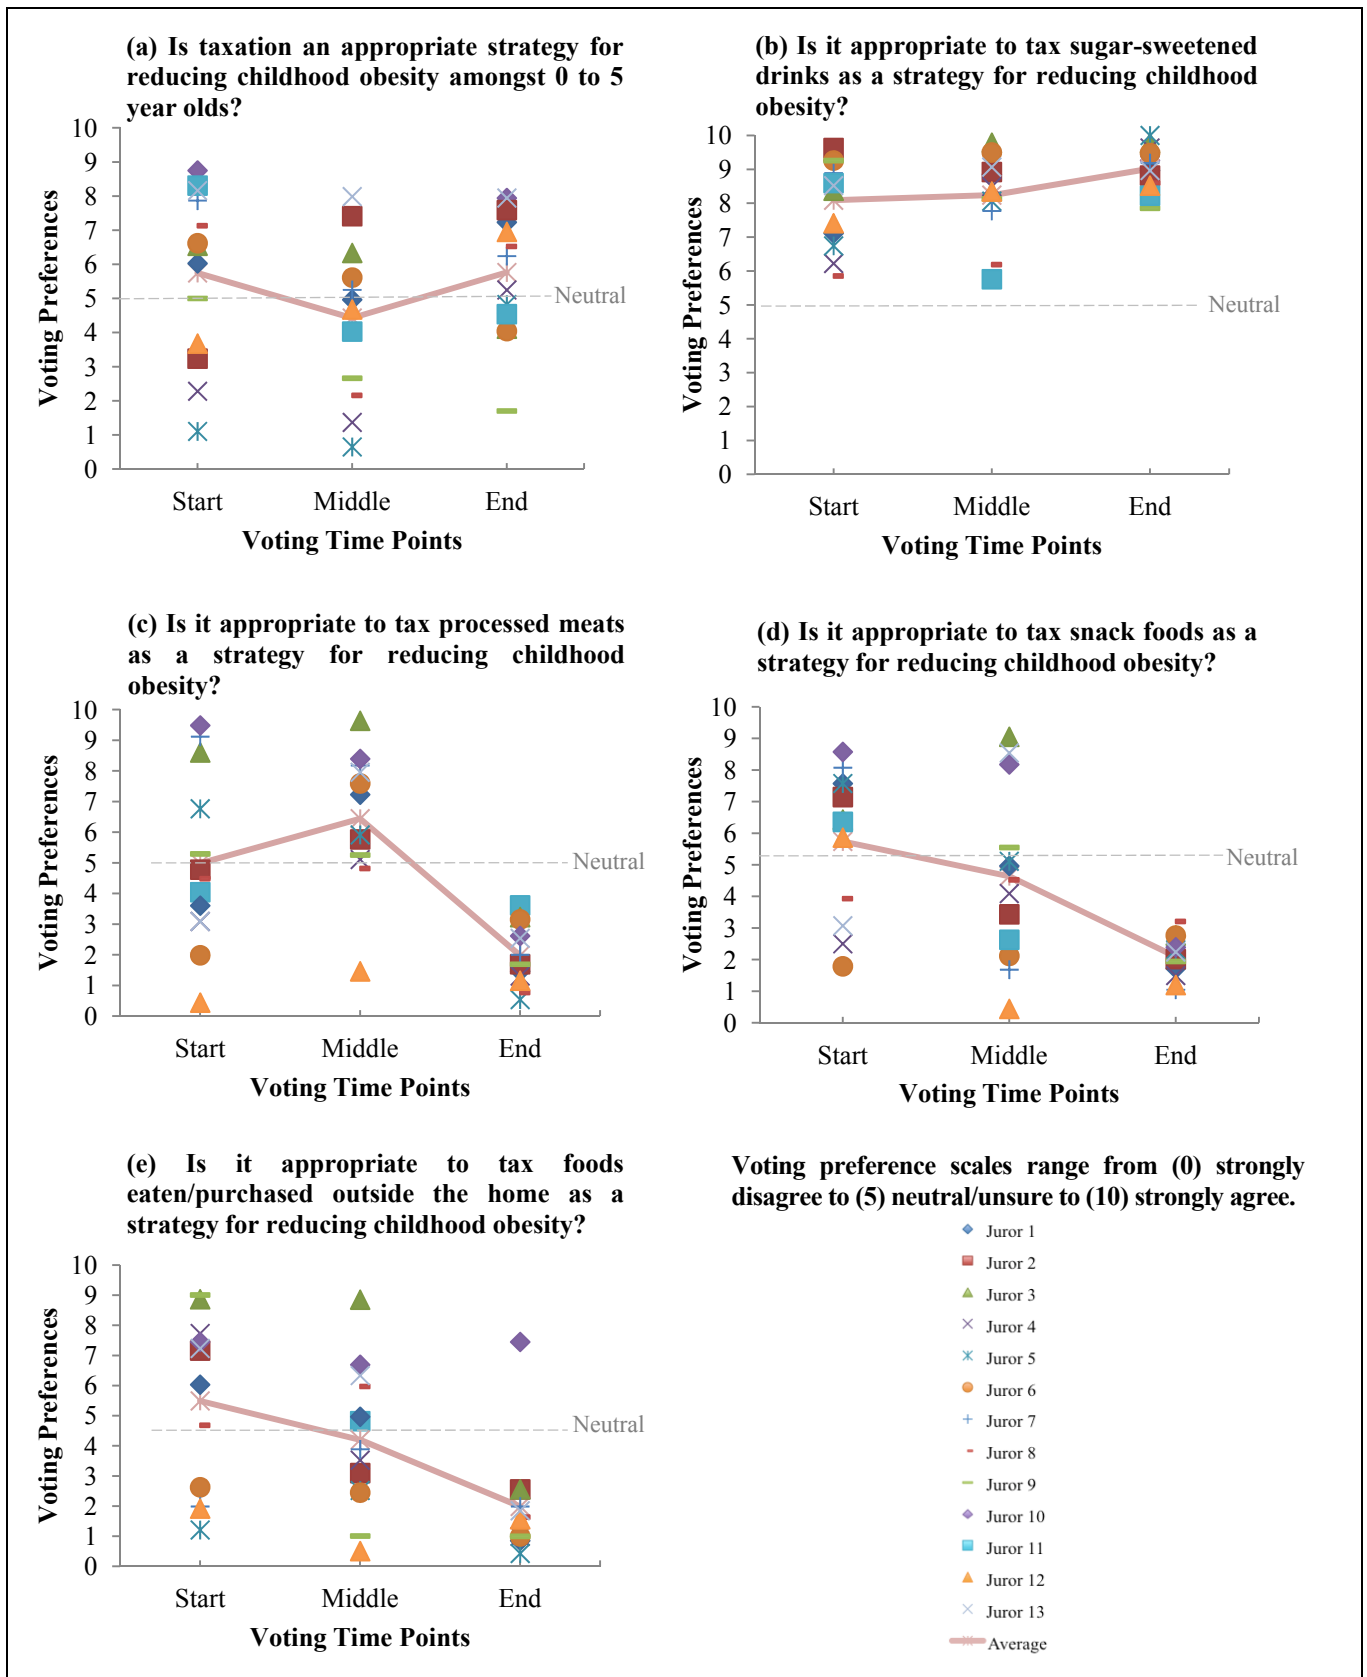 (a) Is taxation an appropriate strategy for
reducing childhood obesity amongst 0 to 5
year olds?
10
9
8
7
6
5
4
3
2
1
0
Voting Preferences
Neutral
Start Middle End
Voting Time Points
(b) Is it appropriate to tax sugar-sweetened
drinks as a strategy for reducing childhood
obesity?
10
9
8
7
6
5
4
3
2
1
0
Voting Preferences
Neutral
Start Middle End
Voting Time Points
(c) Is it appropriate to tax processed meats
as a strategy for reducing childhood
obesity?
10
9
8
7
6
5
4
3
2
1
0
Voting Preferences
Neutral
Start Middle End
Voting Time Points
(d) Is it appropriate to tax snack foods as a
strategy for reducing childhood obesity?
10
9
8
7
6
5
4
3
2
1
0
Voting Preferences
Neutral
Start Middle End
Voting Time Points
(e) Is it appropriate to tax foods
eaten/purchased outside the home as a
strategy for reducing childhood obesity?
10
9
8
7
6
5
4
3
2
1
0
Voting Preferences
Neutral
Start Middle End
Voting Time Points
Voting preference scales range from (0) strongly
disagree to (5) neutral/unsure to (10) strongly agree.
Juror 1
Juror 2
Juror 3
Juror 4
Juror 5
Juror 6
Juror 7
Juror 8
Juror 9
Juror 10
Juror 11
Juror 12
Juror 13
Average